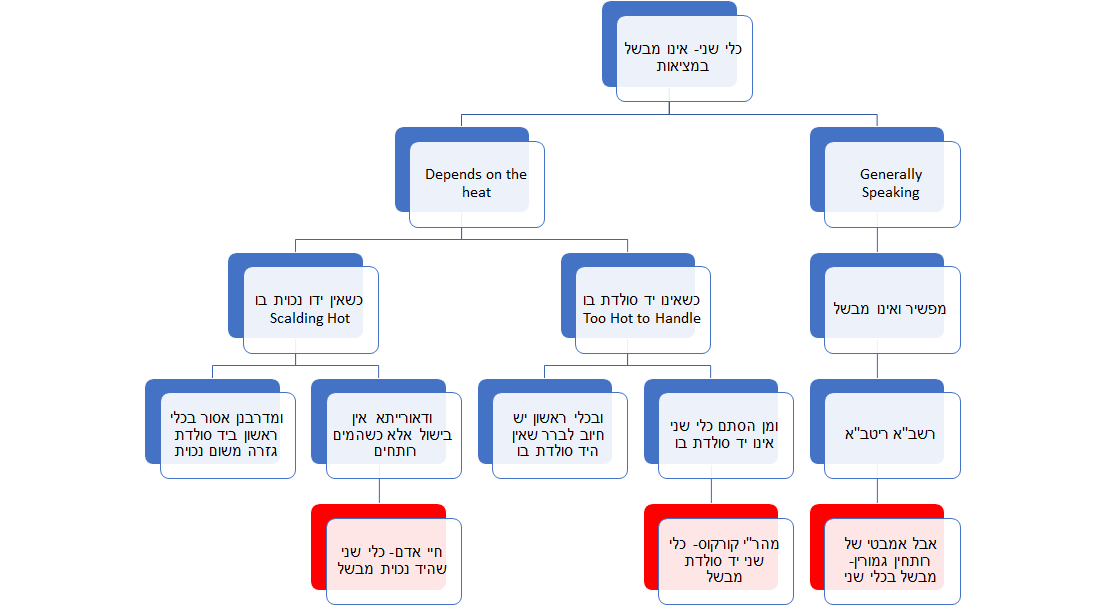 כלי שני- אינו מבשל
במציאות
Depends on the
heat
Generally
Speaking
כשאין ידו נכוית בו
Scalding Hot
כשאינו יד סולדת בו
Too Hot to Handle
מפשיר ואינו מבשל
ומדרבנן אסור בכלי
ראשון ביד סולדת
גזרה משום נכוית
ודאורייתא אין
בישול אלא כשהמים
רותחים
ובכלי ראשון יש
חיוב לברר שאין
היד סולדת בו
ומן הסתם כלי שני
אינו יד סולדת בו
רשב"א ריטב"א
חיי אדם- כלי שני
שהיד נכוית מבשל
מהר"י קורקוס- כלי
שני יד סולדת
מבשל
אבל אמבטי של
רותחין גמורין-
מבשל בכלי שני